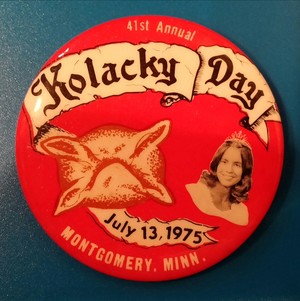 41st Annual
Kolacky Day
July 13, 1975
MONTGOMERY, MINN.